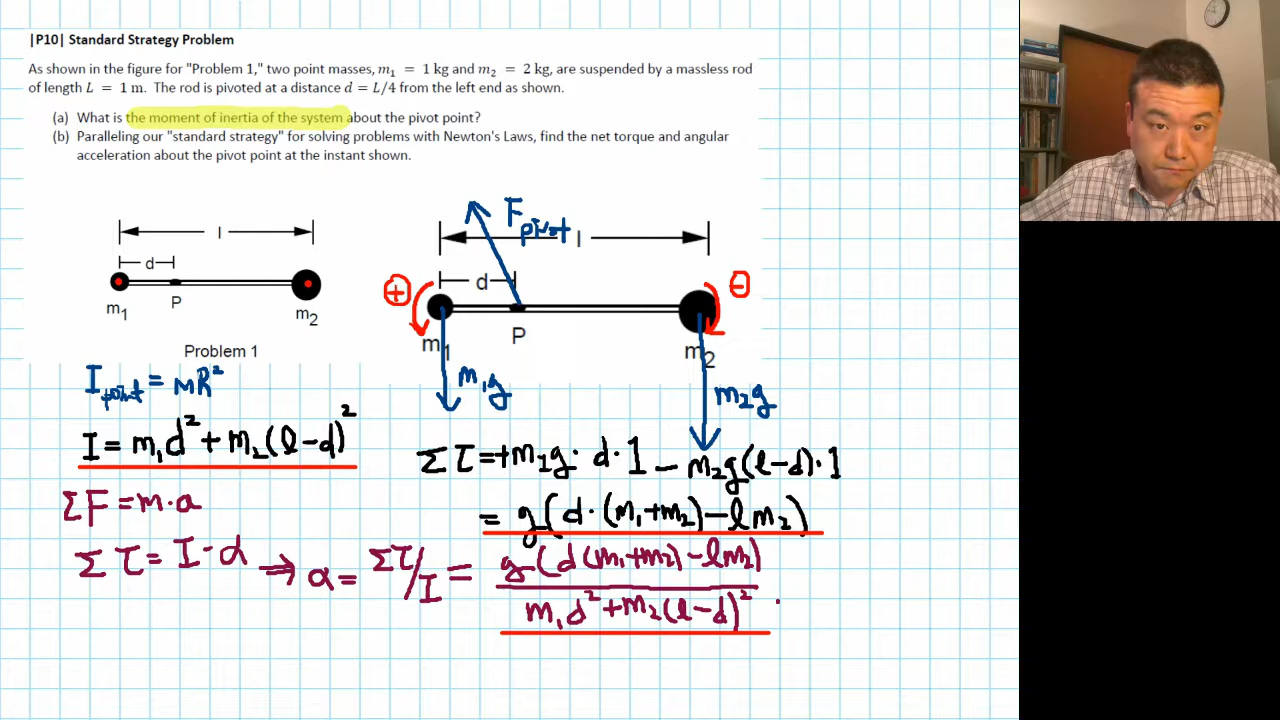 |P10| Standard Strategy Problem
As shown in the figure for "Problem 1," two point masses, m₁ = 1 kg and m₂ = 2 kg, are suspended by a massless rod
of length L = 1 m. The rod is pivoted at a distance d = L/4 from the left end as shown.
(a) What is the moment of inertia of the system about the pivot point?
(b) Paralleling our "standard strategy" for solving problems with Newton's Laws, find the net torque and angular
acceleration about the pivot point at the instant shown.
l
d
m₁
P
m₂
Problem 1
F pivot
l
d
+
−
m₁
P
m₂
m₁g
m₂g
I point = MR²
I = m₁d² + m₂(l-d)²
ΣF = m·a
Στ = I·α ⇒ α = Στ/I = g(d(m₁+m₂)-lm₂) / m₁d²+m₂(l-d)²
Στ = +m₁g·d·1 - m₂g(l-d)·1
= g(d·(m₁+m₂)-lm₂)